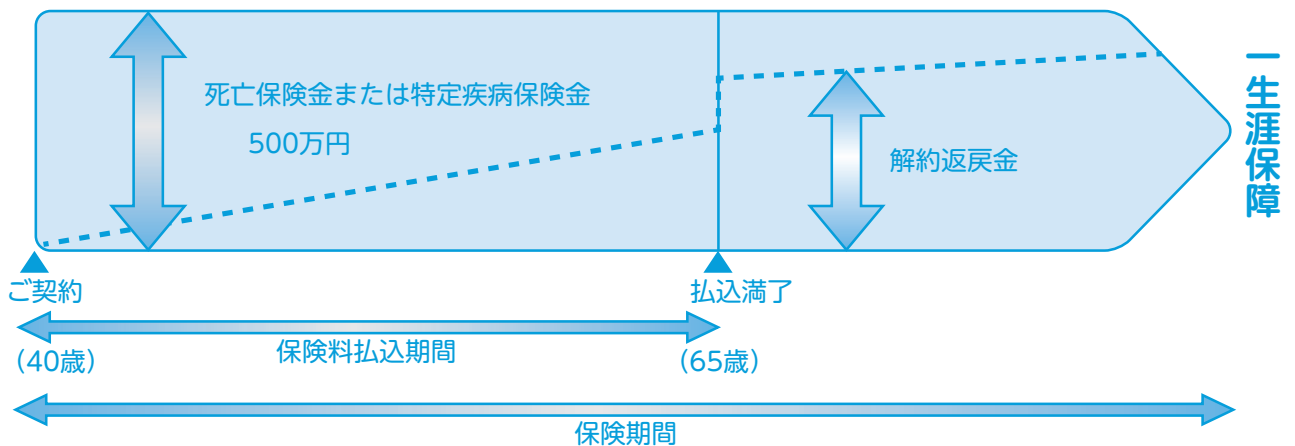 死亡保険金または特定疾病保険金
500万円
解約返戻金
一生涯保障
ご契約
払込満了
保険料払込期間
(40歳)
(65歳)
保険期間